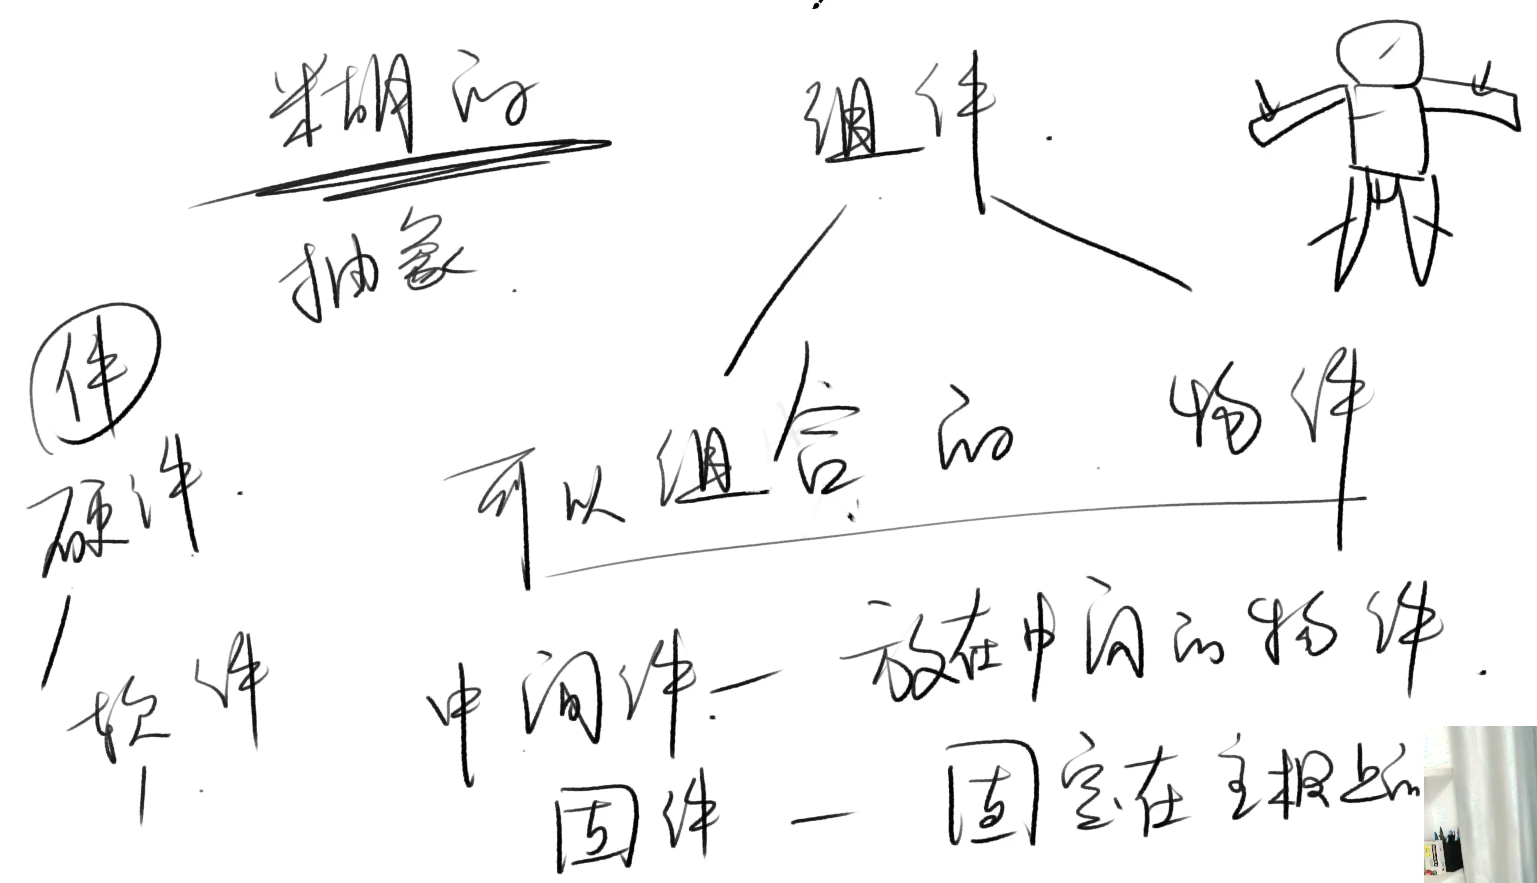 糊的
组件
抽象
件
硬件
可以组合的物件
软件
中间件 — 放在中间的物件
固件 — 固定在主板上的